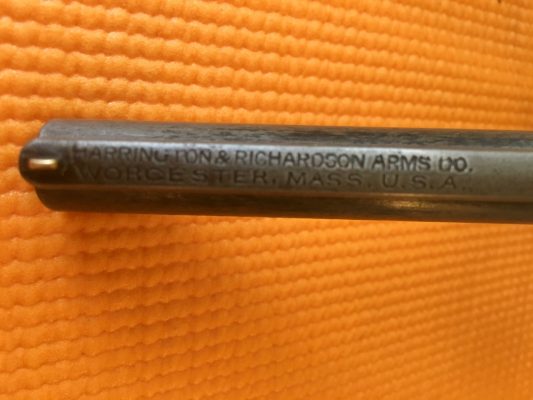 HARRINGTON & RICHARDSON ARMS CO.
WORCESTER, MASS. U.S.A.